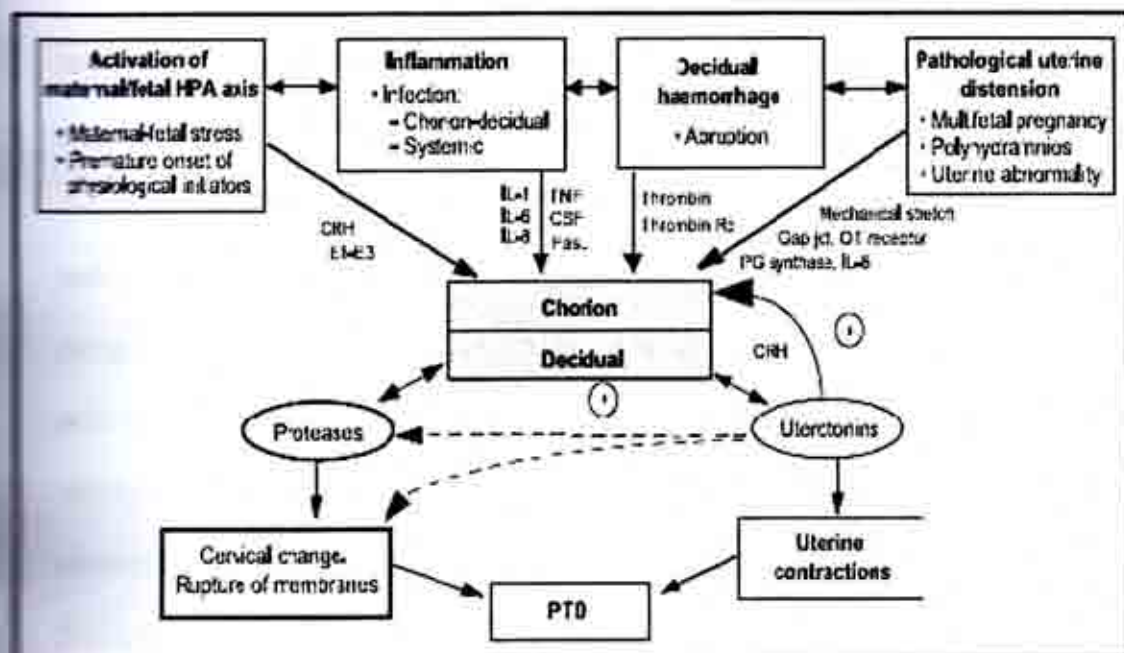 Activation of
maternal/fetal HPA axis
• Maternal-fetal stress
• Premature onset of
physiological initiators
Inflammation
• Infection:
– Chorion-decidual
– Systemic
Decidual
haemorrhage
• Abruption
Pathological uterine
distension
• Multifetal pregnancy
• Polyhydramnios
• Uterine abnormality
CRH
E1-E3
IL-1 TNF
IL-6 CSF
IL-8 FasL
Thrombin
Thrombin Rc
Mechanical stretch
Gap jct, OT receptor
PG synthase, IL-8
Chorion
Decidual
CRH
+
+
Proteases
Uterotonins
Cervical change.
Rupture of membranes
Uterine
contractions
PTD